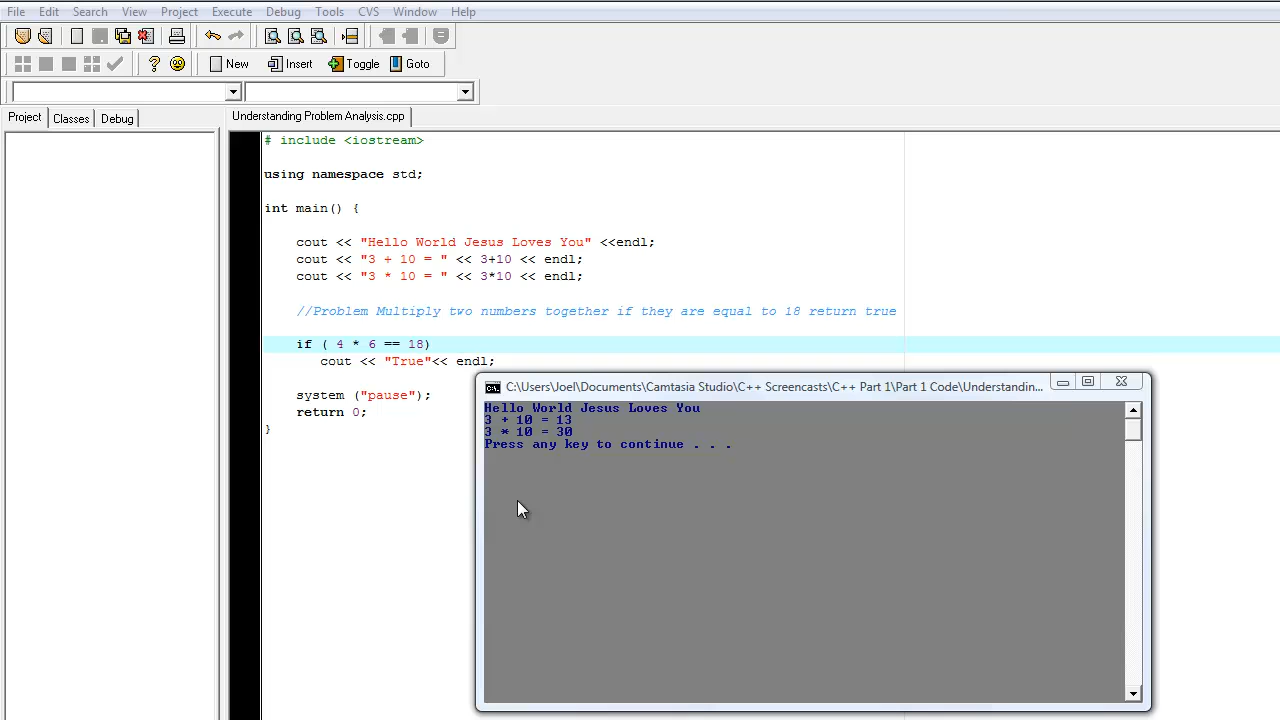 File Edit Search View Project Execute Debug Tools CVS Window Help
New Insert Toggle Goto
Project Classes Debug
Understanding Problem Analysis.cpp
# include <iostream>
using namespace std;
int main() {
cout << "Hello World Jesus Loves You" <<endl;
cout << "3 + 10 = " << 3+10 << endl;
cout << "3 * 10 = " << 3*10 << endl;
//Problem Multiply two numbers together if they are equal to 18 return true
if ( 4 * 6 == 18)
cout << "True"<< endl;
system ("pause");
return 0;
}
C:\Users\Joel\Documents\Camtasia Studio\C++ Screencasts\C++ Part 1\Part 1 Code\Understandin...
Hello World Jesus Loves You
3 + 10 = 13
3 * 10 = 30
Press any key to continue . . .